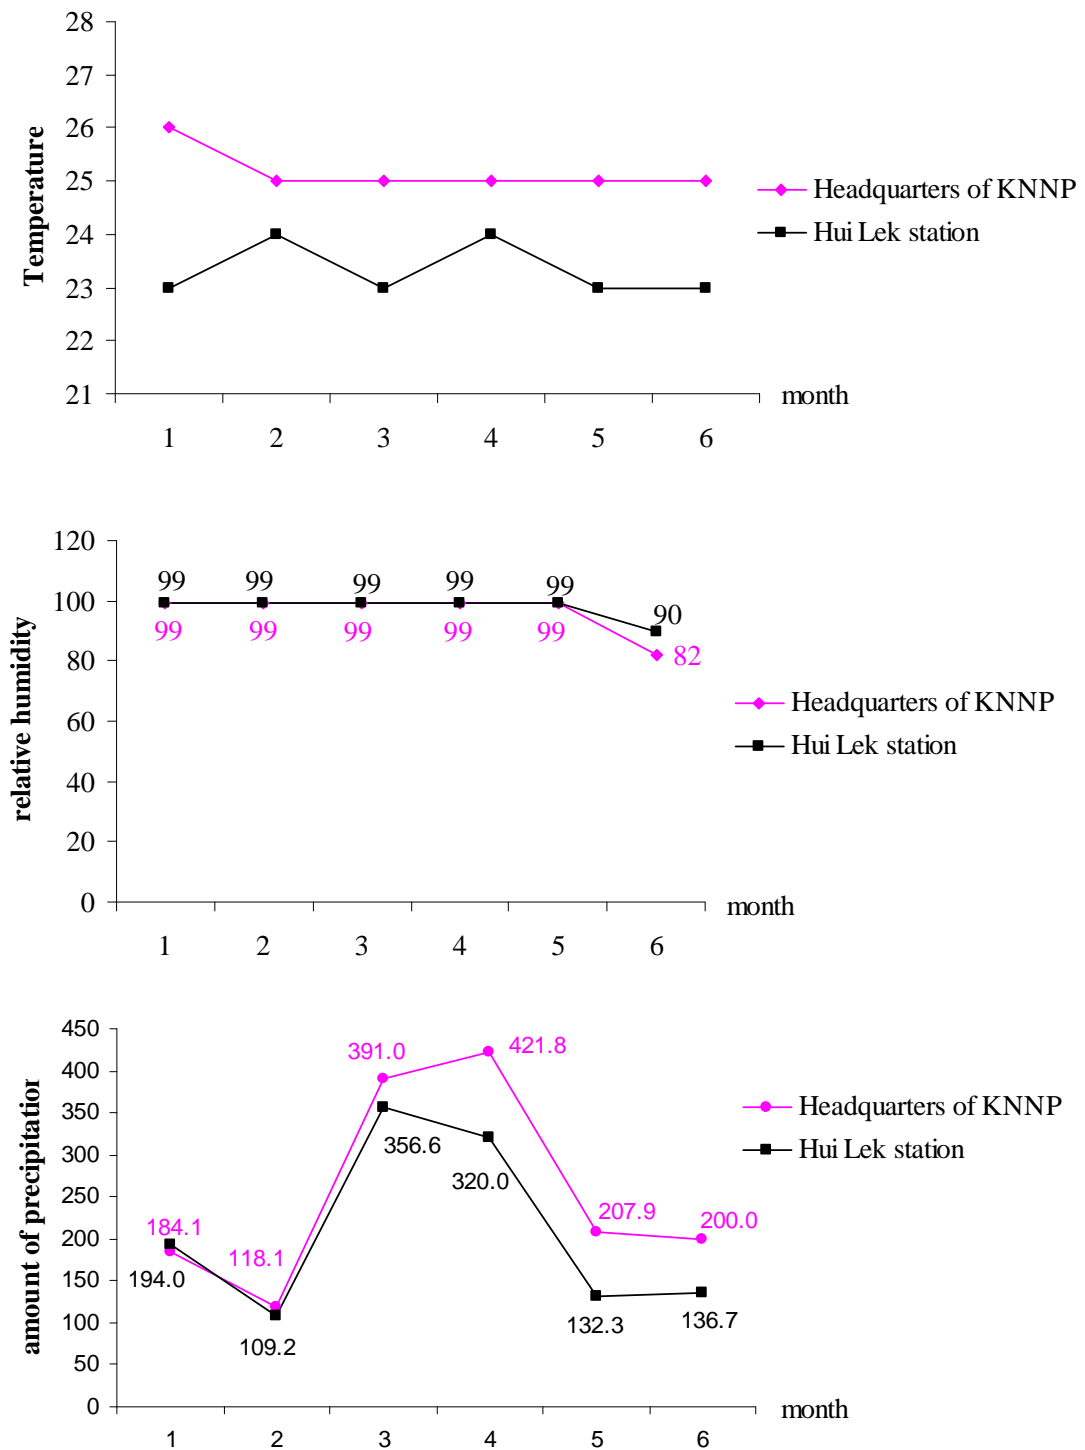 28
27
26
25
24
23
22
21
Temperature
1 2 3 4 5 6
month
Headquarters of KNNP
Hui Lek station
120
100
80
60
40
20
0
relative humidity
99 99 99 99 99 90
99 99 99 99 99 82
1 2 3 4 5 6
month
Headquarters of KNNP
Hui Lek station
450
400
350
300
250
200
150
100
50
0
amount of precipitatior
184.1 118.1 391.0 421.8 207.9 200.0
194.0 109.2 356.6 320.0 132.3 136.7
1 2 3 4 5 6
month
Headquarters of KNNP
Hui Lek station